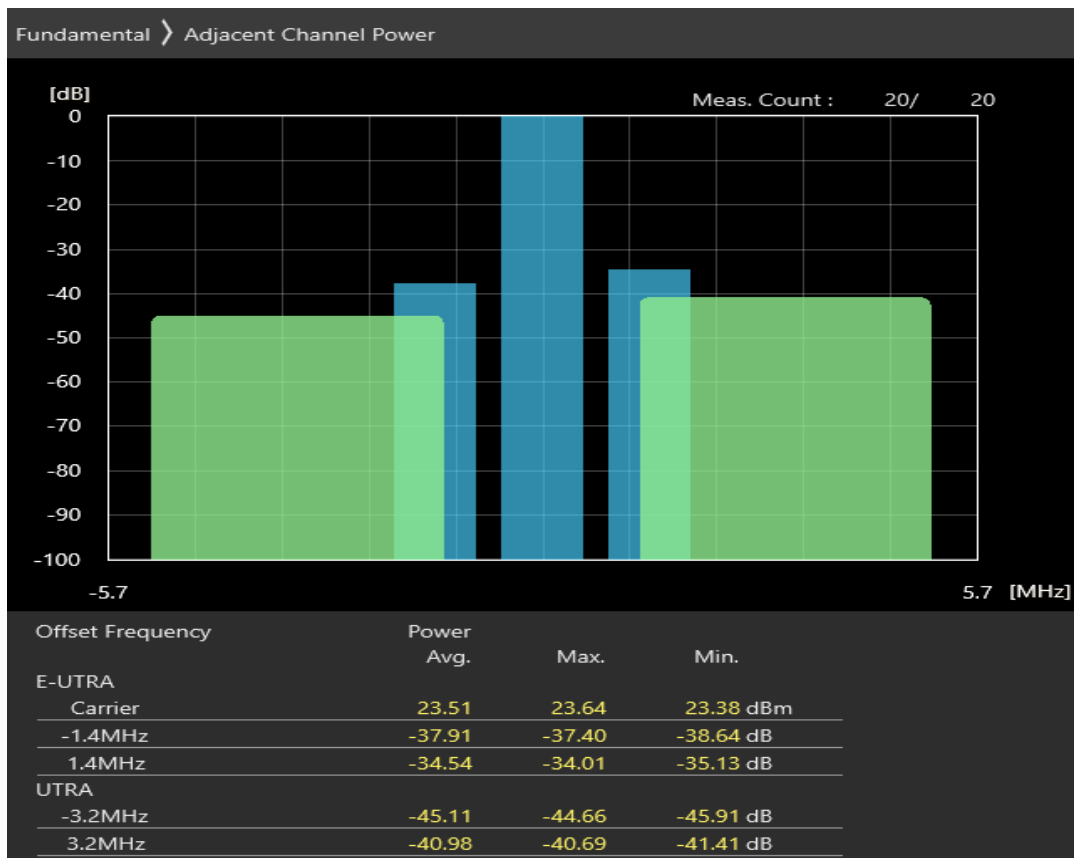 Fundamental 〉 Adjacent Channel Power
[dB]
Meas. Count : 20/ 20
0
-10
-20
-30
-40
-50
-60
-70
-80
-90
-100
-5.7 5.7 [MHz]
Offset Frequency Power
Avg. Max. Min.
E-UTRA
Carrier 23.51 23.64 23.38 dBm
-1.4MHz -37.91 -37.40 -38.64 dB
1.4MHz -34.54 -34.01 -35.13 dB
UTRA
-3.2MHz -45.11 -44.66 -45.91 dB
3.2MHz -40.98 -40.69 -41.41 dB